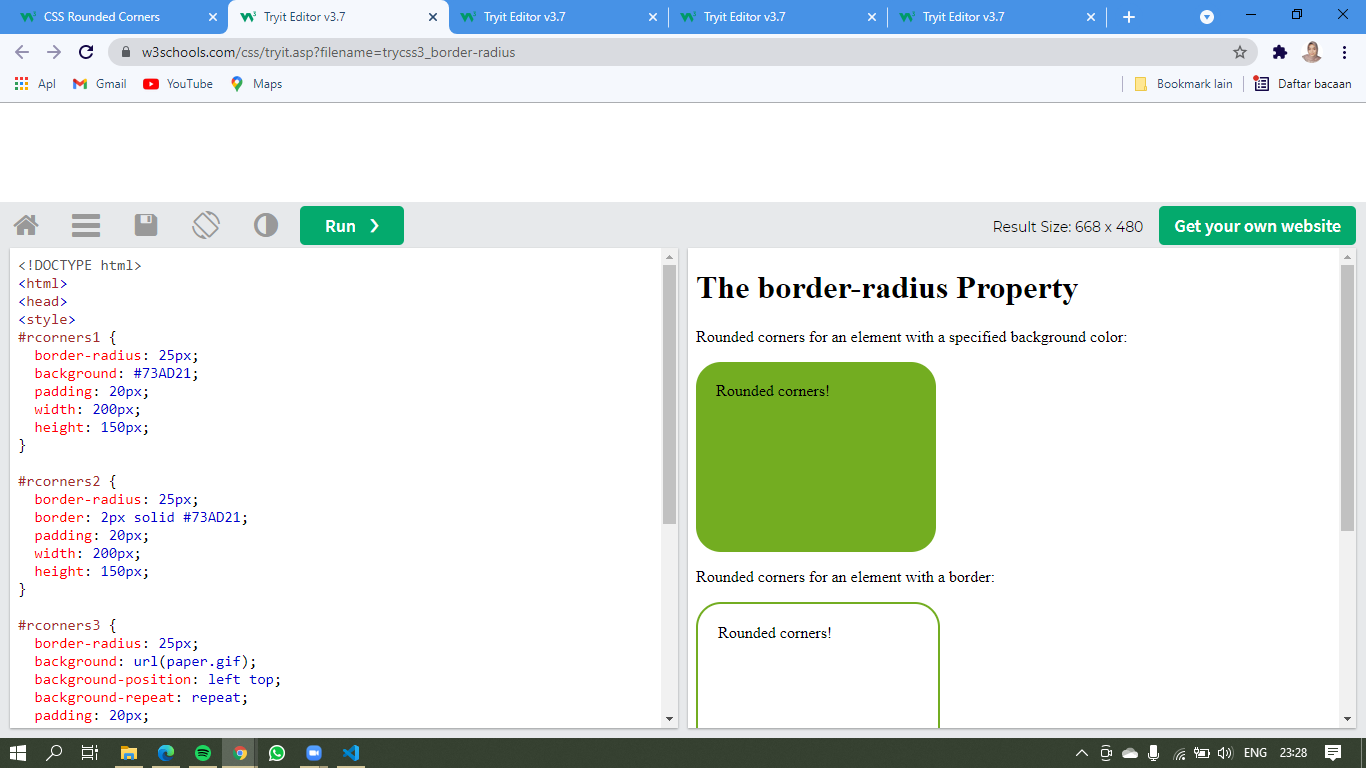 CSS Rounded Corners
Tryit Editor v3.7
Tryit Editor v3.7
Tryit Editor v3.7
Tryit Editor v3.7
w3schools.com/css/tryit.asp?filename=trycss3_border-radius
Apl
Gmail
YouTube
Maps
Bookmark lain
Daftar bacaan
Run ❯
Result Size: 668 x 480
Get your own website
<!DOCTYPE html>
<html>
<head>
<style>
#rcorners1 {
  border-radius: 25px;
  background: #73AD21;
  padding: 20px;
  width: 200px;
  height: 150px;
}

#rcorners2 {
  border-radius: 25px;
  border: 2px solid #73AD21;
  padding: 20px;
  width: 200px;
  height: 150px;
}

#rcorners3 {
  border-radius: 25px;
  background: url(paper.gif);
  background-position: left top;
  background-repeat: repeat;
  padding: 20px;
The border-radius Property
Rounded corners for an element with a specified background color:
Rounded corners!
Rounded corners for an element with a border:
Rounded corners!
ENG
23:28